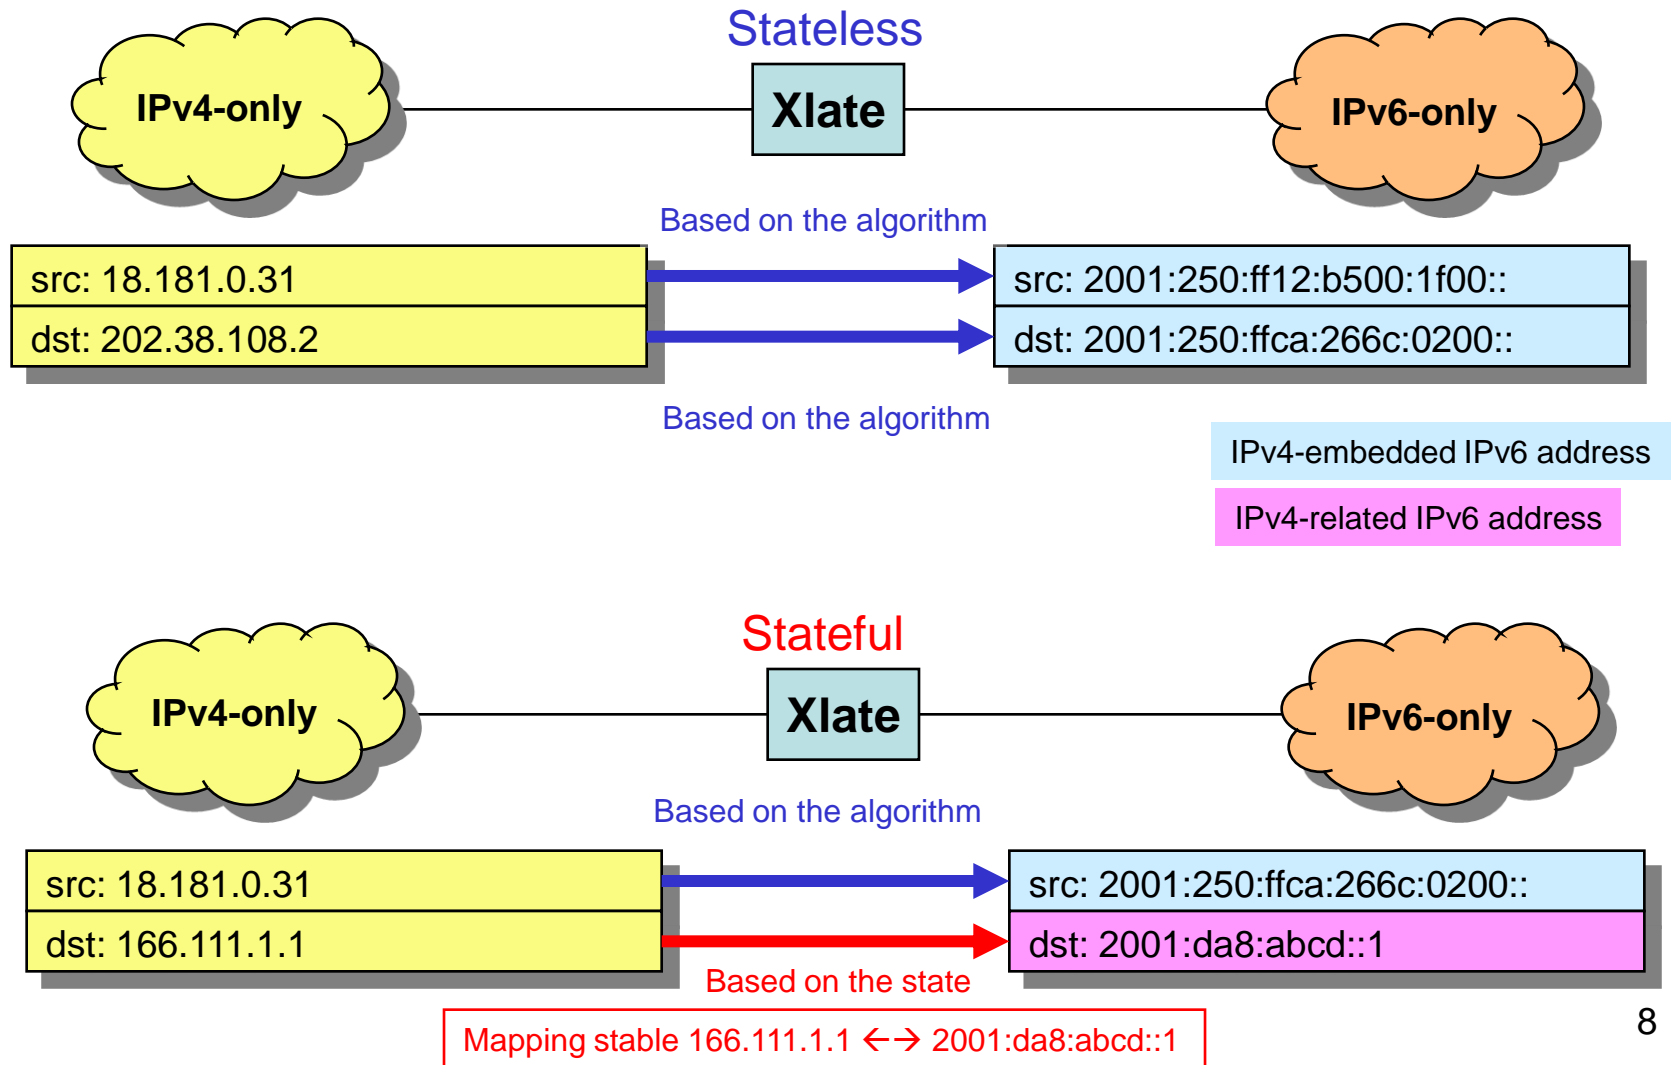 Stateless
IPv4-only
Xlate
IPv6-only
Based on the algorithm
src: 18.181.0.31
src: 2001:250:ff12:b500:1f00::
dst: 202.38.108.2
dst: 2001:250:ffca:266c:0200::
Based on the algorithm
IPv4-embedded IPv6 address
IPv4-related IPv6 address
Stateful
IPv4-only
Xlate
IPv6-only
Based on the algorithm
src: 18.181.0.31
src: 2001:250:ffca:266c:0200::
dst: 166.111.1.1
dst: 2001:da8:abcd::1
Based on the state
Mapping stable 166.111.1.1 ←→ 2001:da8:abcd::1
8